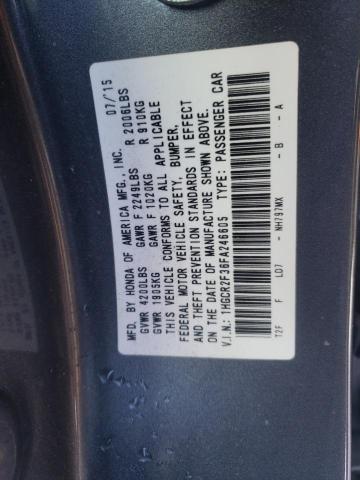 MFD. BY HONDA OF AMERICA MFG., INC. 07/15
GVWR 4200LBS GAWR F 2249LBS R 2006LBS
GVWR 1905KG GAWR F 1020KG R 910KG
THIS VEHICLE CONFORMS TO ALL APPLICABLE
FEDERAL MOTOR VEHICLE SAFETY, BUMPER,
AND THEFT PREVENTION STANDARDS IN EFFECT
ON THE DATE OF MANUFACTURE SHOWN ABOVE.
V.I.N.: 1HGCR2F36FA246605 TYPE: PASSENGER CAR
T2F F LD7 - NH797MX - B - A